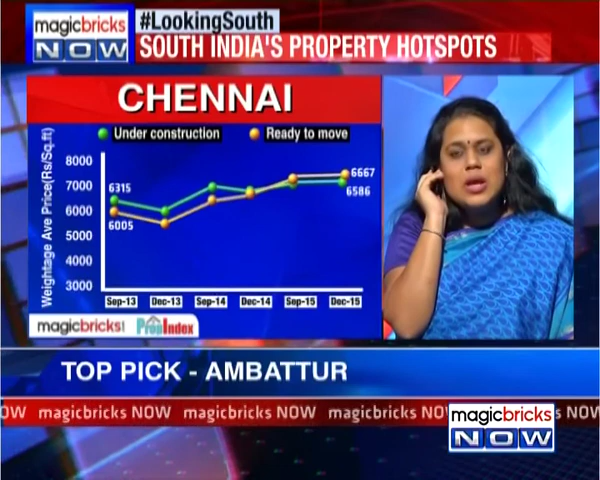 magicbricks
NOW
#LookingSouth
SOUTH INDIA'S PROPERTY HOTSPOTS
CHENNAI
Under construction
Ready to move
Weightage Ave Price(Rs/Sq.ft)
8000
7000
6000
5000
4000
3000
6315
6005
6667
6586
Sep-13 Dec-13 Sep-14 Dec-14 Sep-15 Dec-15
magicbricks PropIndex
TOP PICK - AMBATTUR
OW magicbricks NOW magicbricks NOW magicbricks NO
S NOW
magicbricks
NOW